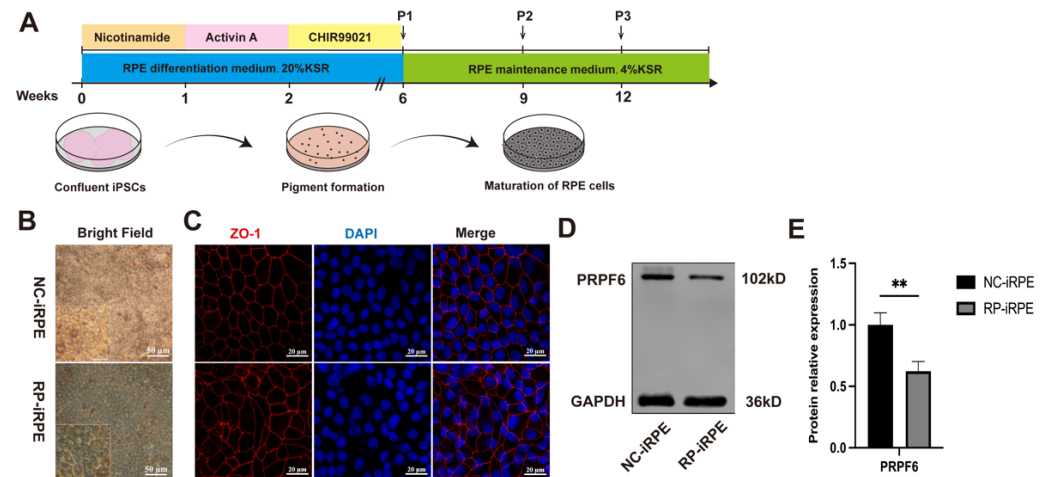 A
P1
P2
P3
Nicotinamide
Activin A
CHIR99021
RPE differentiation medium, 20%KSR
RPE maintenance medium, 4%KSR
Weeks
0
1
2
6
9
12
Confluent iPSCs
Pigment formation
Maturation of RPE cells
B
Bright Field
NC-iRPE
50 μm
RP-iRPE
50 μm
C
ZO-1
DAPI
Merge
20 μm
20 μm
20 μm
20 μm
20 μm
20 μm
D
PRPF6
102kD
GAPDH
36kD
NC-iRPE
RP-iRPE
E
Protein relative expression
1.5
1.0
0.5
0.0
**
PRPF6
NC-iRPE
RP-iRPE